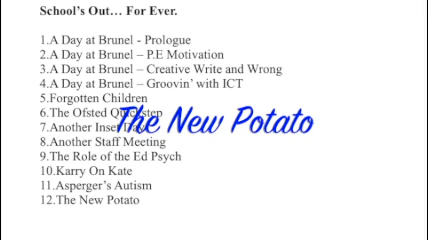 School's Out… For Ever.
1.A Day at Brunel - Prologue
2.A Day at Brunel – P.E Motivation
3.A Day at Brunel – Creative Write and Wrong
4.A Day at Brunel – Groovin' with ICT
5.Forgotten Children
6.The Ofsted Quickstep
7.Another Inset Day
The New Potato
8.Another Staff Meeting
9.The Role of the Ed Psych
10.Karry On Kate
11.Asperger's Autism
12.The New Potato